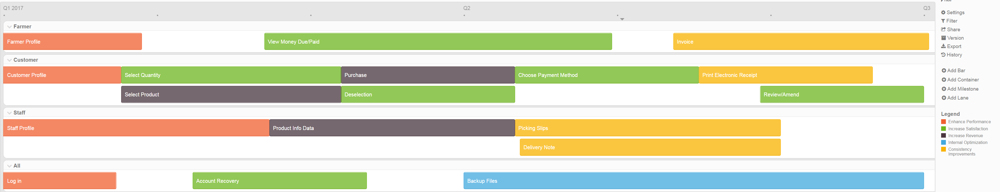 Q1 2017
Q2
Q3
Farmer
Farmer Profile
View Money Due/Paid
Invoice
Customer
Customer Profile
Select Quantity
Purchase
Choose Payment Method
Print Electronic Receipt
Select Product
Deselection
Review/Amend
Staff
Staff Profile
Product Info Data
Picking Slips
Delivery Note
All
Log in
Account Recovery
Backup Files
Settings
Filter
Share
Version
Export
History
Add Bar
Add Container
Add Milestone
Add Lane
Legend
Enhance Performance
Increase Satisfaction
Increase Revenue
Internal Optimization
Consistency
Improvements